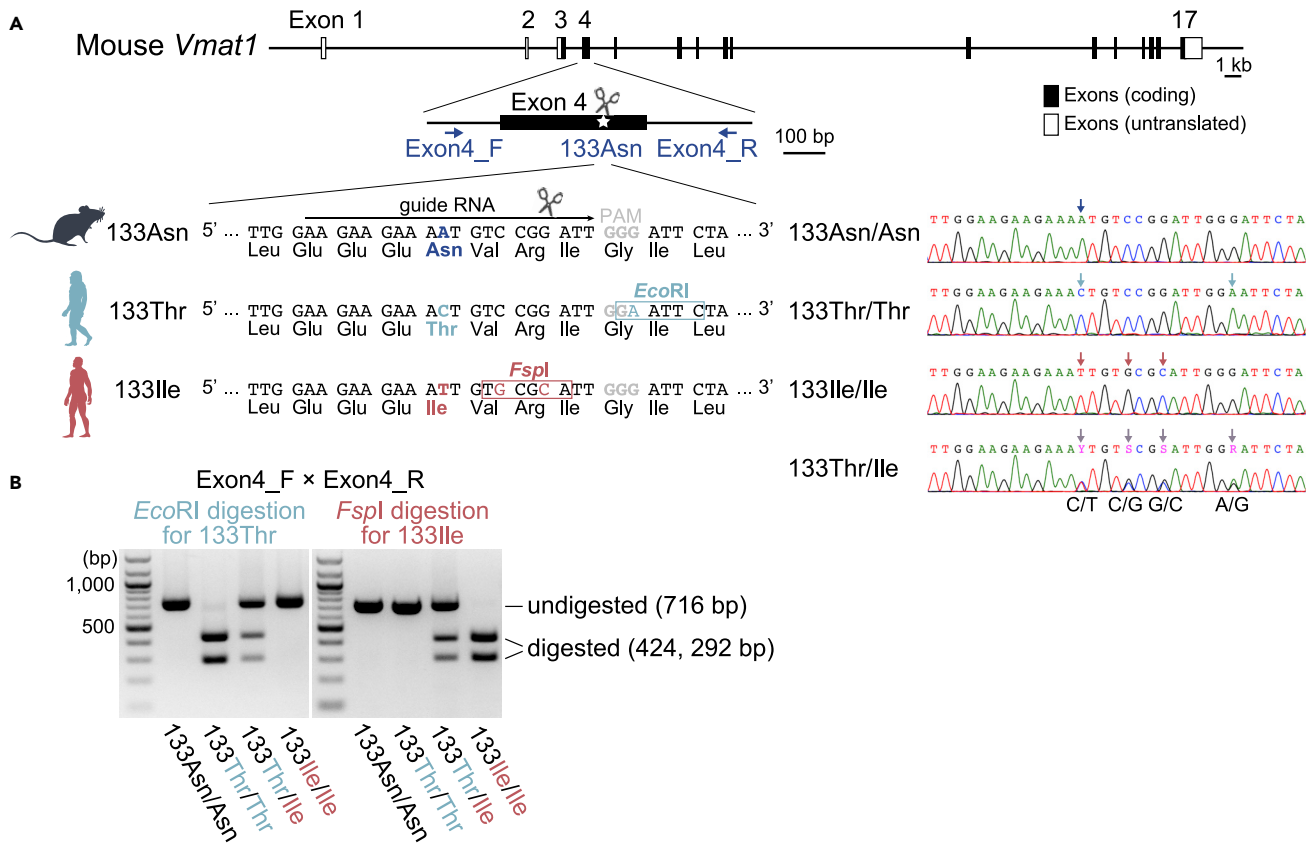 A
Mouse Vmat1
Exon 1
2
3
4
17
1 kb
Exons (coding)
Exons (untranslated)
Exon 4
Exon4_F
133Asn
Exon4_R
100 bp
guide RNA
PAM
133Asn 5' ... TTG GAA GAA GAA AAT GTC CGG ATT GGG ATT CTA ... 3'
Leu Glu Glu Glu Asn Val Arg Ile Gly Ile Leu
EcoRI
133Thr 5' ... TTG GAA GAA GAA ACT GTC CGG ATT GGA ATT CTA ... 3'
Leu Glu Glu Glu Thr Val Arg Ile Gly Ile Leu
FspI
133Ile 5' ... TTG GAA GAA GAA ATT GTG CGC ATT GGG ATT CTA ... 3'
Leu Glu Glu Glu Ile Val Arg Ile Gly Ile Leu
133Asn/Asn
TTGGAAGAAGAAAATGTCCGGATTGGGATTCTA
133Thr/Thr
TTGGAAGAAGAAACTGTCCGGATTGGAATTCTA
133Ile/Ile
TTGGAAGAAGAAATTGTGCGCATTGGGATTCTA
133Thr/Ile
TTGGAAGAAGAAAYTGTSCGSATTGGRATTCTA
C/T C/G G/C A/G
B
Exon4_F × Exon4_R
EcoRI digestion
for 133Thr
FspI digestion
for 133Ile
(bp)
1,000
500
undigested (716 bp)
digested (424, 292 bp)
133Asn/Asn
133Thr/Thr
133Thr/Ile
133Ile/Ile
133Asn/Asn
133Thr/Thr
133Thr/Ile
133Ile/Ile